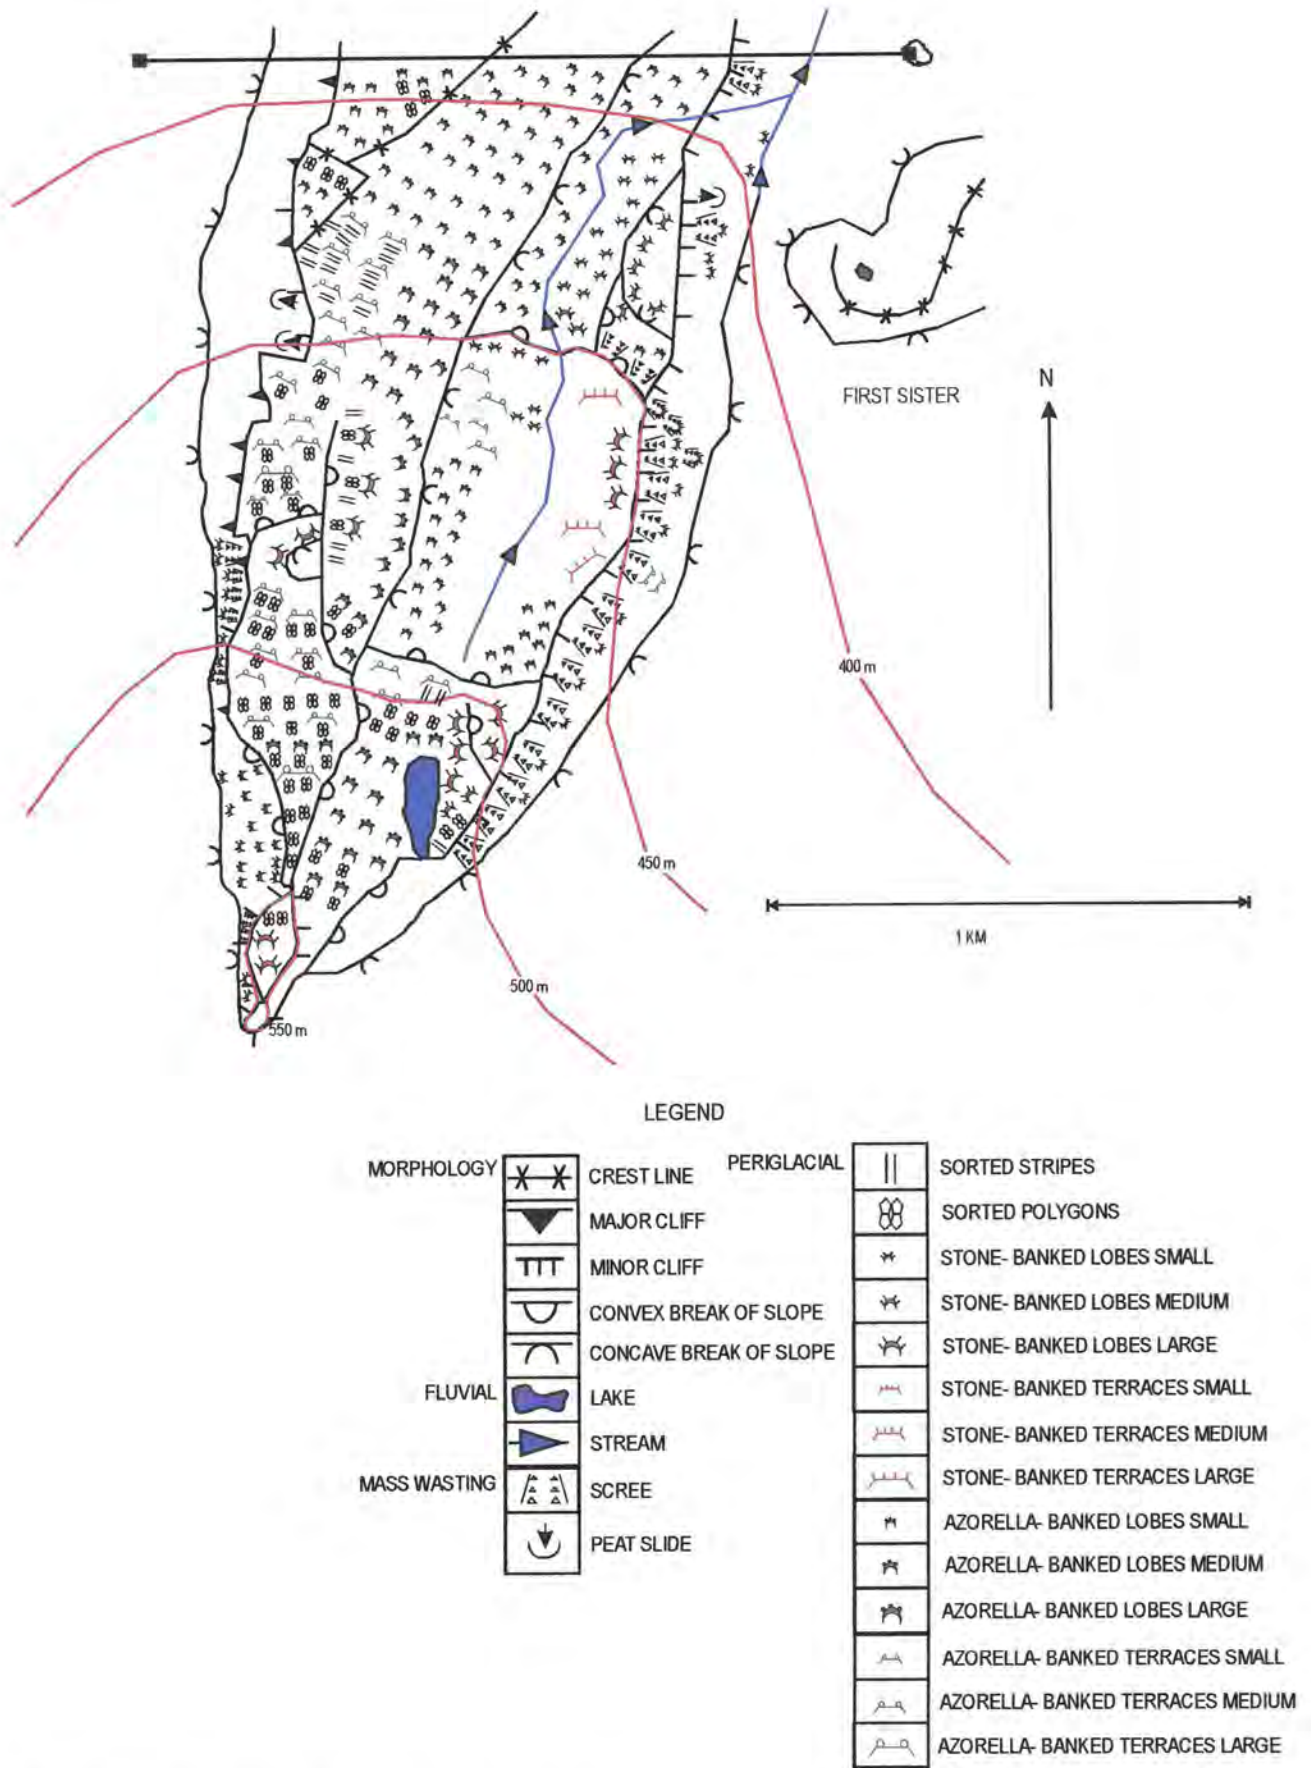 FIRST SISTER
N
400 m
450 m
1 KM
500 m
550 m
LEGEND
MORPHOLOGY
CREST LINE
MAJOR CLIFF
MINOR CLIFF
CONVEX BREAK OF SLOPE
CONCAVE BREAK OF SLOPE
FLUVIAL
LAKE
STREAM
MASS WASTING
SCREE
PEAT SLIDE
PERIGLACIAL
SORTED STRIPES
SORTED POLYGONS
STONE- BANKED LOBES SMALL
STONE- BANKED LOBES MEDIUM
STONE- BANKED LOBES LARGE
STONE- BANKED TERRACES SMALL
STONE- BANKED TERRACES MEDIUM
STONE- BANKED TERRACES LARGE
AZORELLA- BANKED LOBES SMALL
AZORELLA- BANKED LOBES MEDIUM
AZORELLA- BANKED LOBES LARGE
AZORELLA- BANKED TERRACES SMALL
AZORELLA- BANKED TERRACES MEDIUM
AZORELLA- BANKED TERRACES LARGE